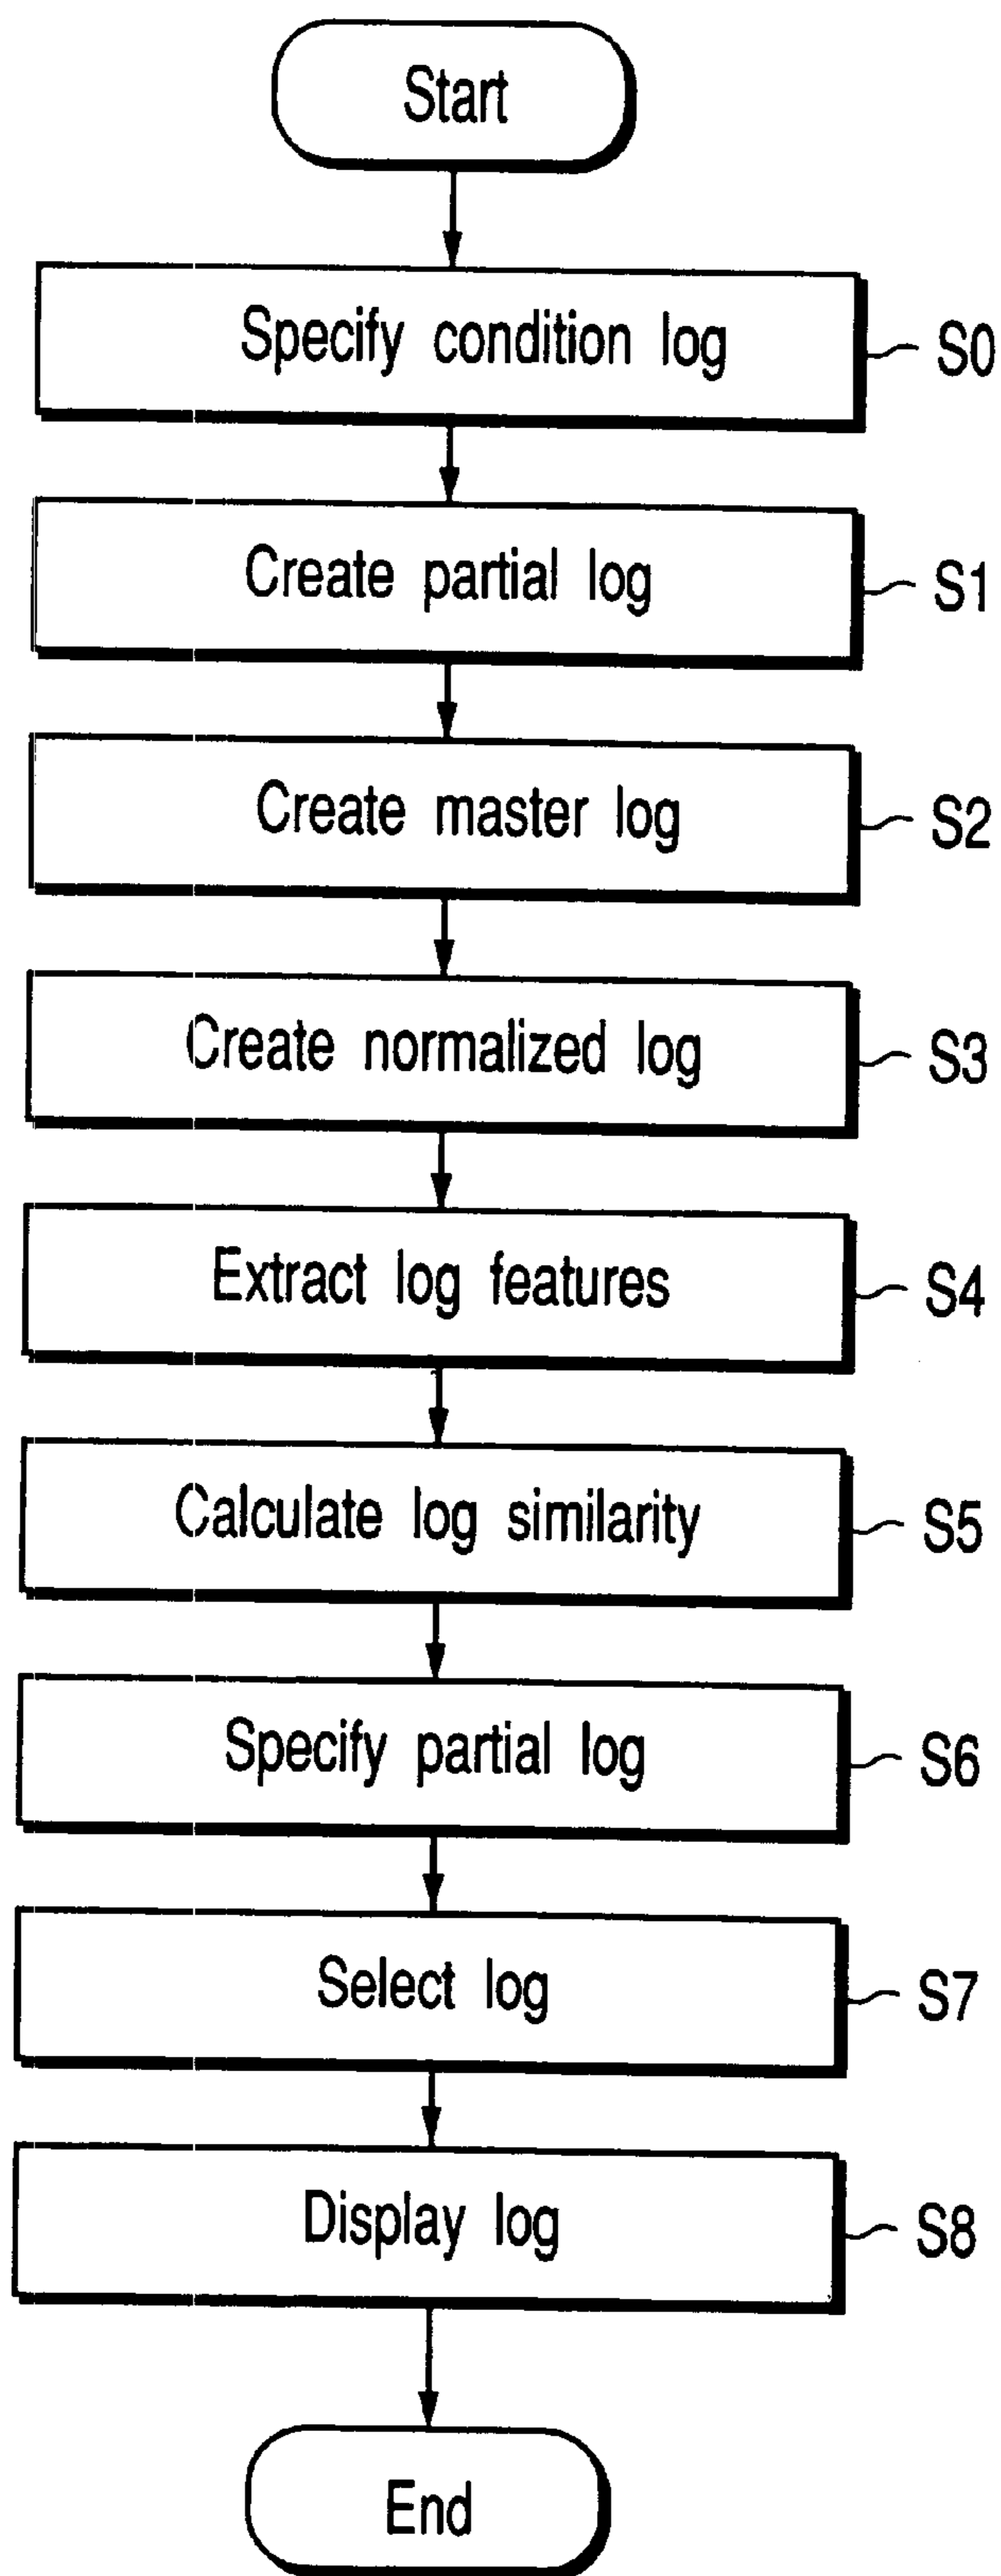 Start
Specify condition log S0
Create partial log S1
Create master log S2
Create normalized log S3
Extract log features S4
Calculate log similarity S5
Specify partial log S6
Select log S7
Display log S8
End